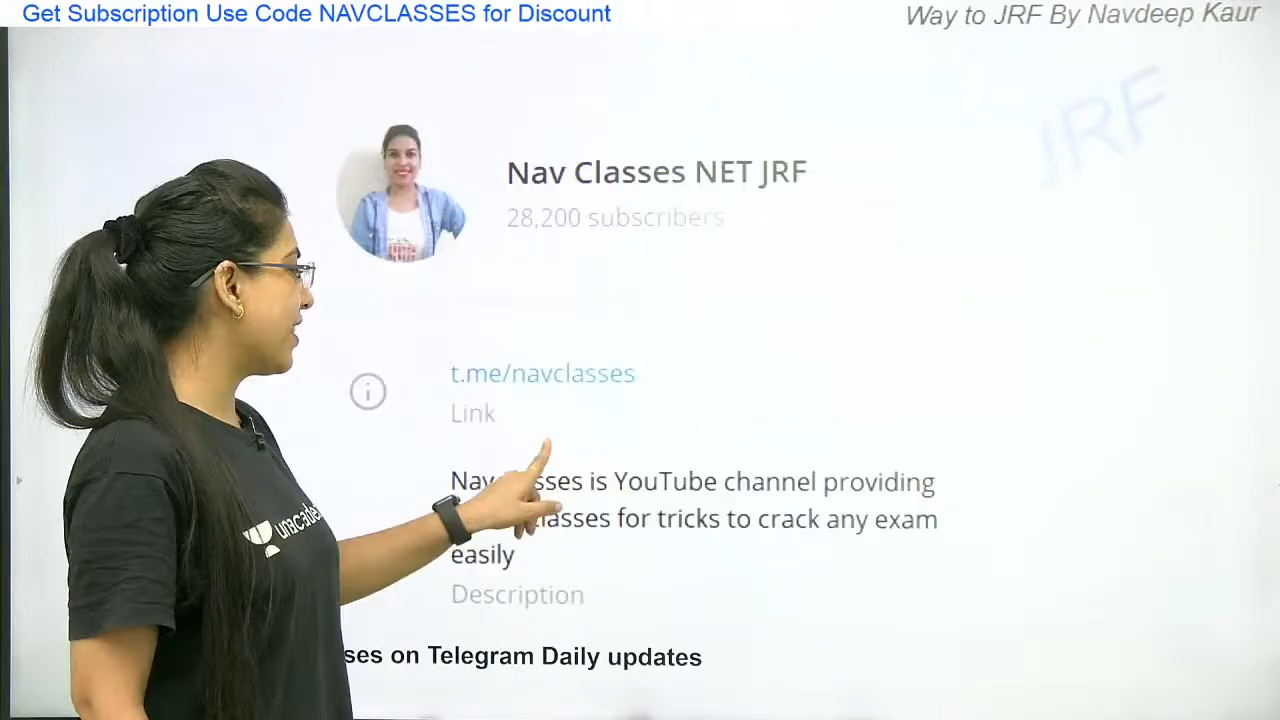 Get Subscription Use Code NAVCLASSES for Discount
Way to JRF By Navdeep Kaur
JRF
Nav Classes NET JRF
28,200 subscribers
t.me/navclasses
Link
Nav sses is YouTube channel providing
lasses for tricks to crack any exam
easily
Description
ses on Telegram Daily updates
unacade